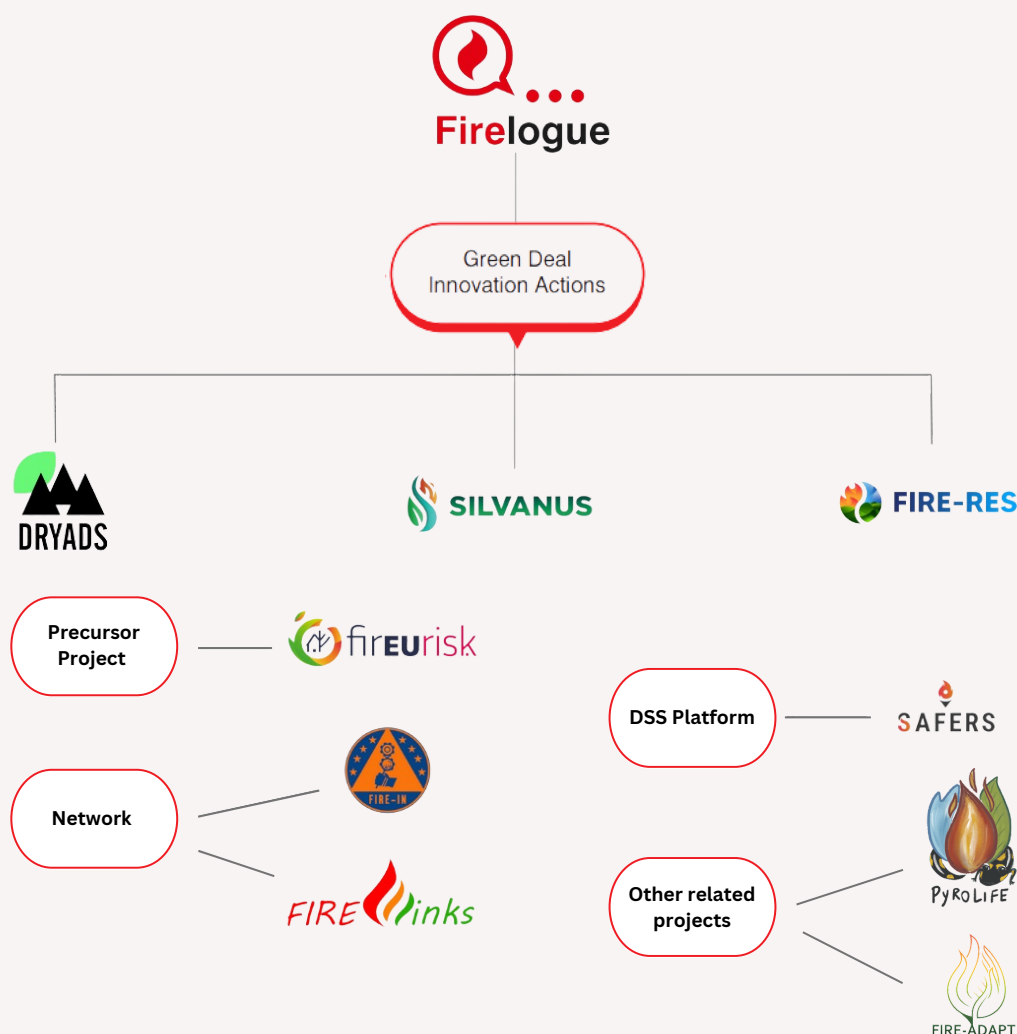 Firelogue
Green Deal
Innovation Actions
DRYADS
SILVANUS
FIRE-RES
Precursor
Project
firEUrisk
DSS Platform
SAFERS
Network
FIRE-IN
FIRElinks
Other related
projects
PyroLife
FIRE-ADAPT